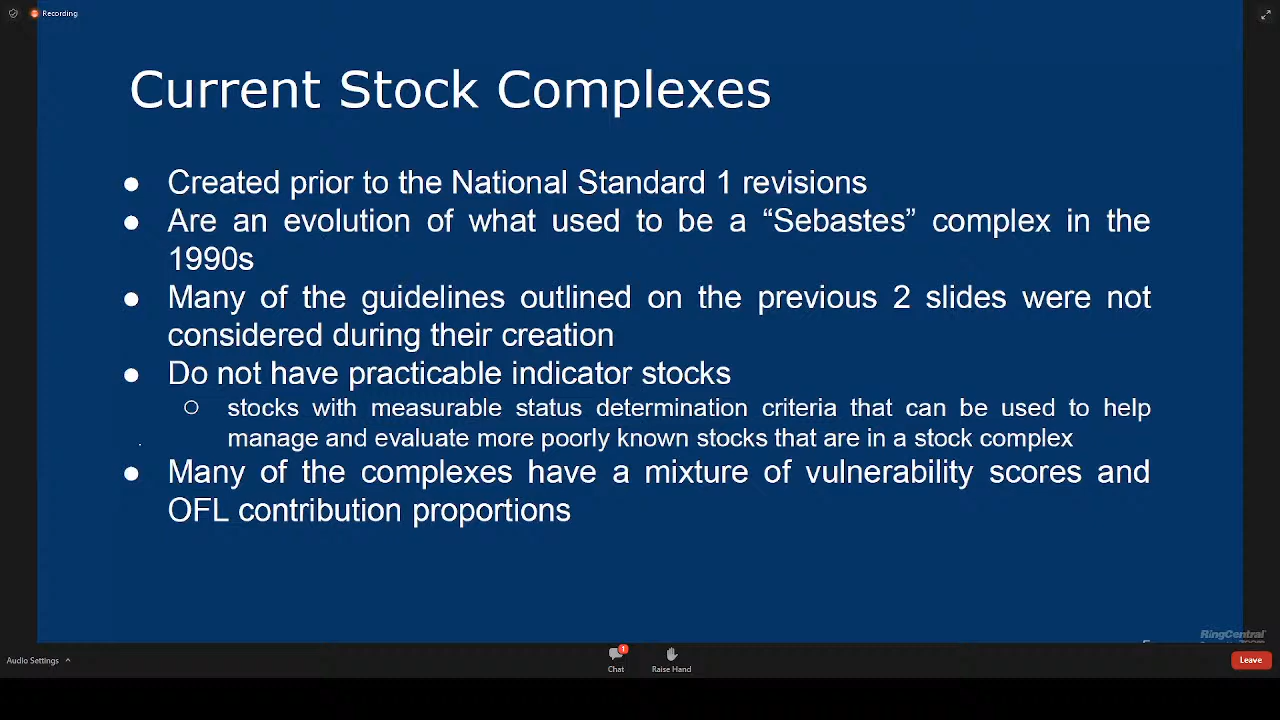 Recording
Current Stock Complexes
● Created prior to the National Standard 1 revisions
● Are an evolution of what used to be a “Sebastes” complex in the
1990s
● Many of the guidelines outlined on the previous 2 slides were not
considered during their creation
● Do not have practicable indicator stocks
○ stocks with measurable status determination criteria that can be used to help
manage and evaluate more poorly known stocks that are in a stock complex
● Many of the complexes have a mixture of vulnerability scores and
OFL contribution proportions
RingCentral
Audio Settings
1
Chat
Raise Hand
Leave